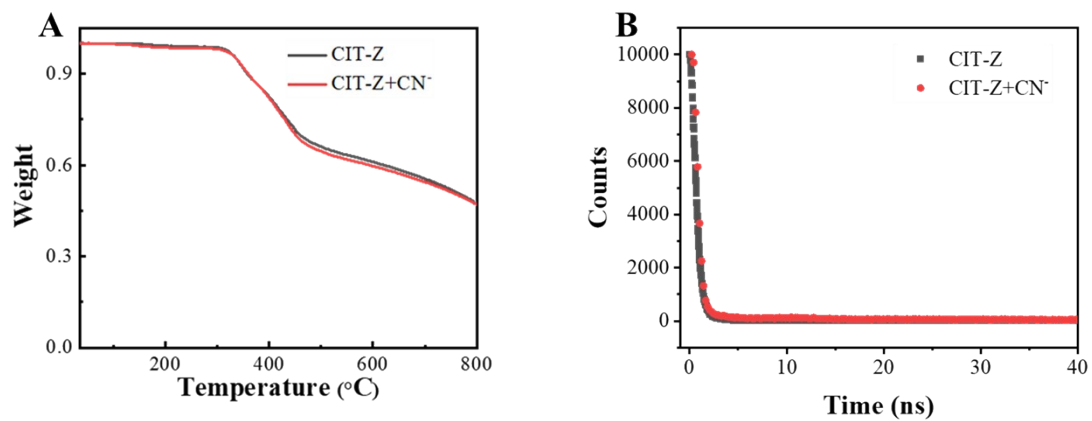 A
CIT-Z
CIT-Z+CN⁻
0.9
0.6
0.3
0.0
Weight
200
400
600
800
Temperature (°C)
B
CIT-Z
CIT-Z+CN⁻
10000
8000
6000
4000
2000
0
Counts
0
10
20
30
40
Time (ns)